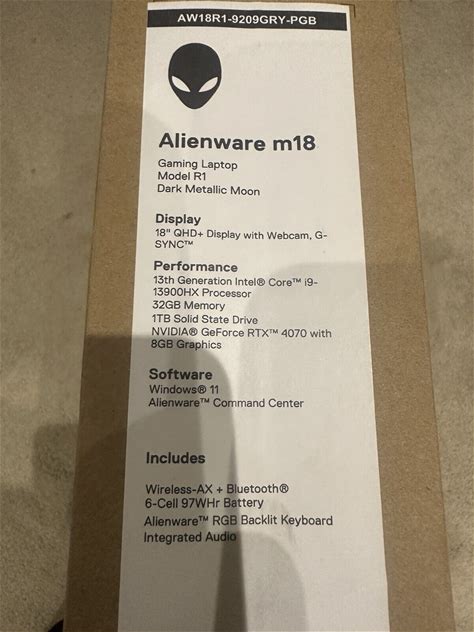 AW18R1-9209GRY-PGB
Alienware m18
Gaming Laptop
Model R1
Dark Metallic Moon
Display
18" QHD+ Display with Webcam, G-
SYNC™
Performance
13th Generation Intel® Core™ i9-
13900HX Processor
32GB Memory
1TB Solid State Drive
NVIDIA® GeForce RTX™ 4070 with
8GB Graphics
Software
Windows® 11
Alienware™ Command Center
Includes
Wireless-AX + Bluetooth®
6-Cell 97WHr Battery
Alienware™ RGB Backlit Keyboard
Integrated Audio